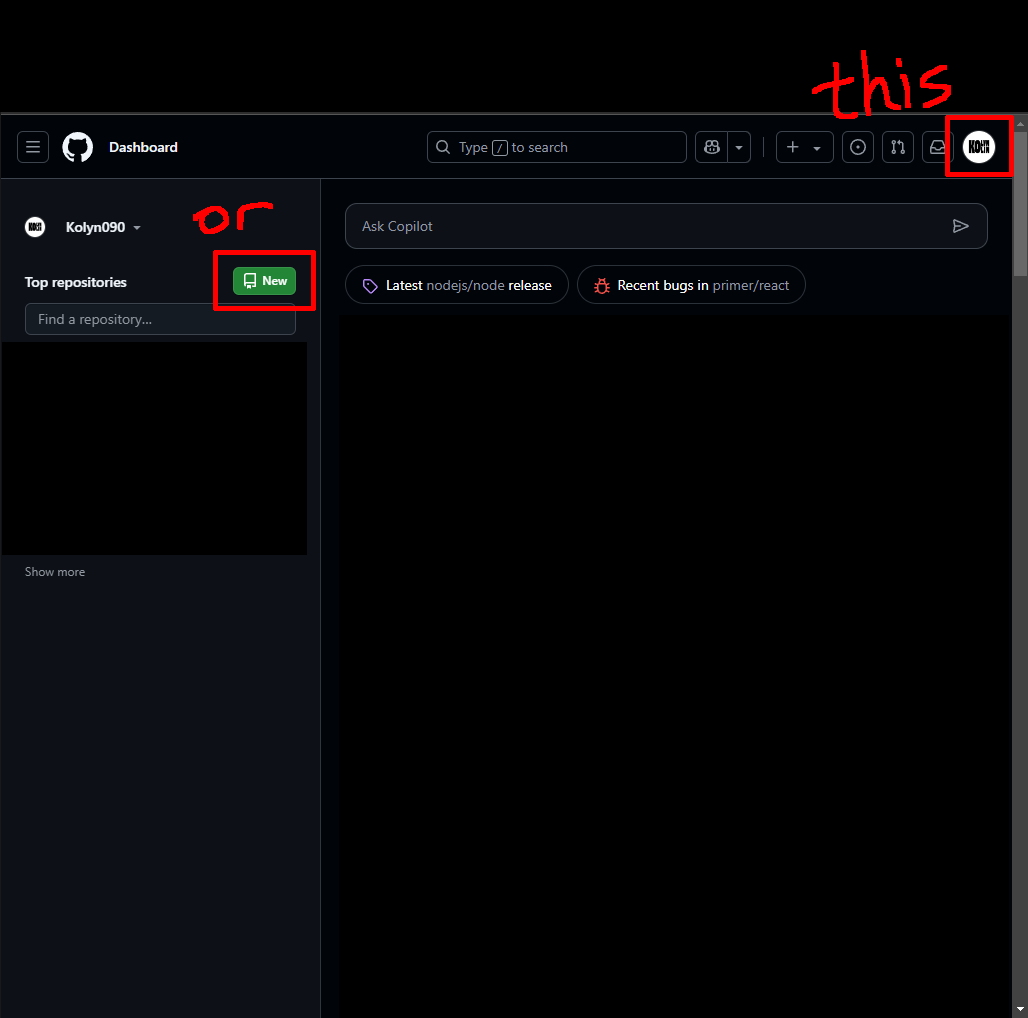 this
Dashboard
Type / to search
Kolyn090
or
Ask Copilot
Top repositories
New
Latest nodejs/node release
Recent bugs in primer/react
Find a repository...
Show more